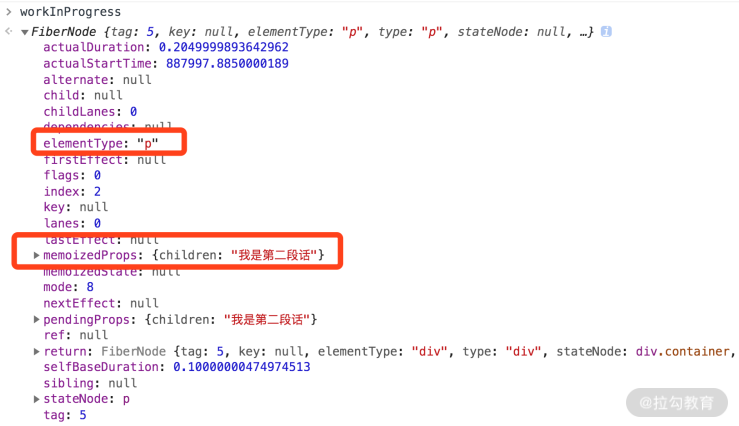 workInProgress
FiberNode {tag: 5, key: null, elementType: "p", type: "p", stateNode: null, …}
actualDuration: 0.2049999893642962
actualStartTime: 887997.8850000189
alternate: null
child: null
childLanes: 0
dependencies: null
elementType: "p"
firstEffect: null
flags: 0
index: 2
key: null
lanes: 0
lastEffect: null
memoizedProps: {children: "我是第二段话"}
memoizedState: null
mode: 8
nextEffect: null
pendingProps: {children: "我是第二段话"}
ref: null
return: FiberNode {tag: 5, key: null, elementType: "div", type: "div", stateNode: div.container,
selfBaseDuration: 0.10000000474974513
sibling: null
stateNode: p
tag: 5
@拉勾教育